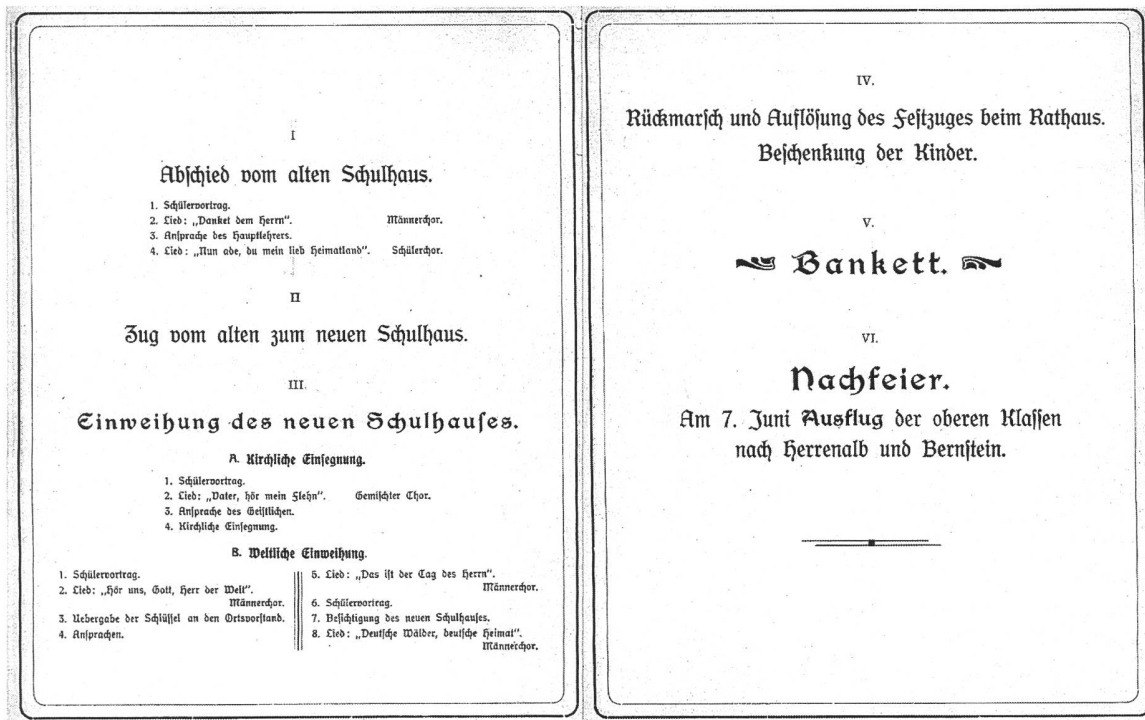 I
Abschied vom alten Schulhaus.
1. Schülervortrag.
2. Lied: „Danket dem Herrn". Männerchor.
3. Ansprache des Hauptlehrers.
4. Lied: „Nun ade, du mein lieb Heimatland". Schülerchor.
II
Zug vom alten zum neuen Schulhaus.
III.
Einweihung des neuen Schulhauses.
A. Kirchliche Einsegnung.
1. Schülervortrag.
2. Lied: „Vater, hör mein Flehn". Gemischter Chor.
3. Ansprache des Geistlichen.
4. Kirchliche Einsegnung.
B. Weltliche Einweihung.
1. Schülervortrag.
2. Lied: „Hör uns, Gott, Herr der Welt".
Männerchor.
3. Uebergabe der Schlüssel an den Ortsvorstand.
4. Ansprachen.
5. Lied: „Das ist der Tag des Herrn".
Männerchor.
6. Schülervortrag.
7. Besichtigung des neuen Schulhauses.
8. Lied: „Deutsche Wälder, deutsche Heimat".
Männerchor.
IV.
Rückmarsch und Auflösung des Festzuges beim Rathaus.
Beschenkung der Kinder.
V.
Bankett.
VI.
Nachfeier.
Am 7. Juni Ausflug der oberen Klassen
nach Herrenalb und Bernstein.